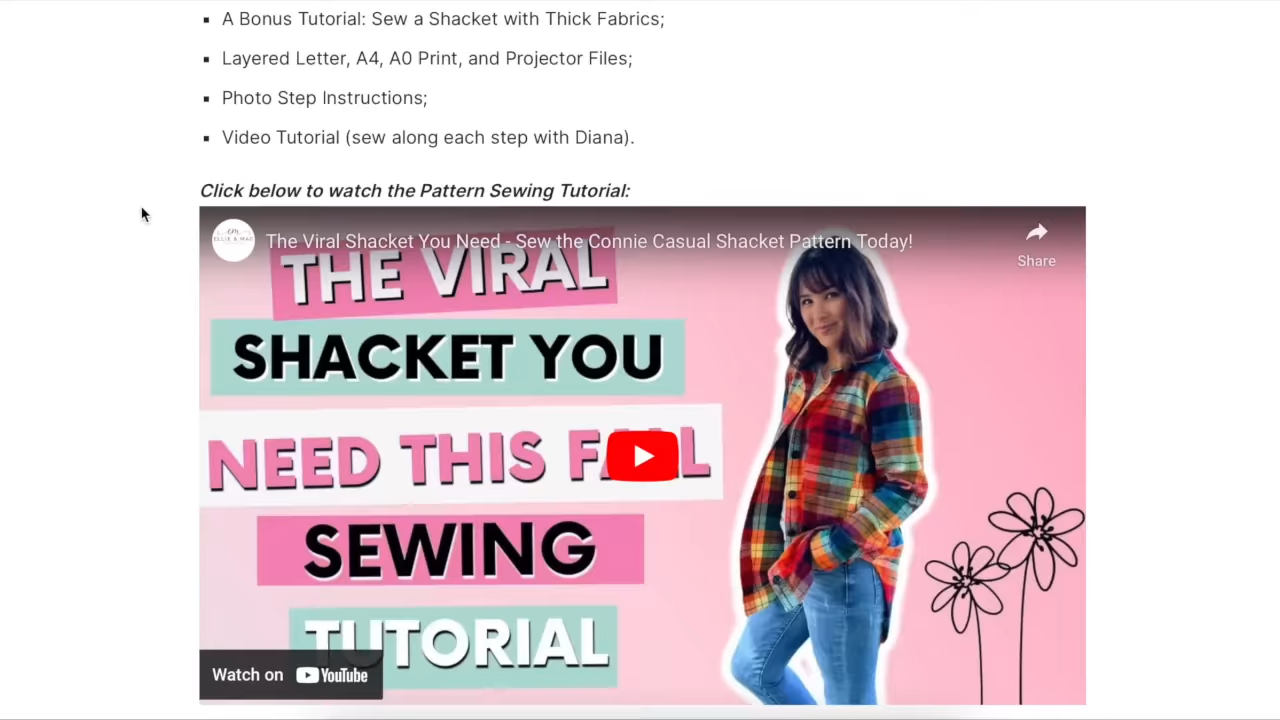 A Bonus Tutorial: Sew a Shacket with Thick Fabrics;
Layered Letter, A4, A0 Print, and Projector Files;
Photo Step Instructions;
Video Tutorial (sew along each step with Diana).
Click below to watch the Pattern Sewing Tutorial:
em
ELLIE & MAC
The Viral Shacket You Need - Sew the Connie Casual Shacket Pattern Today!
Share
THE VIRAL
SHACKET YOU
NEED THIS FALL
SEWING
TUTORIAL
Watch on YouTube